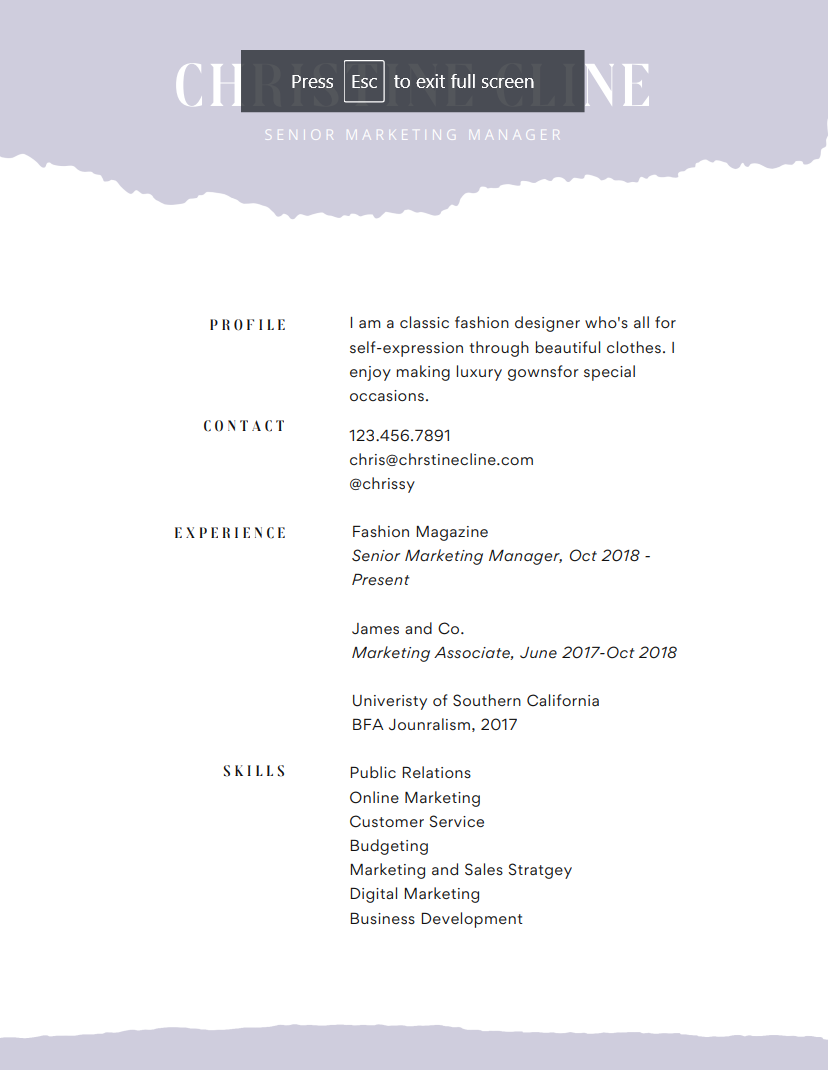 CHRISTINE CLINE
Press Esc to exit full screen
SENIOR MARKETING MANAGER
PROFILE
I am a classic fashion designer who's all for
self-expression through beautiful clothes. I
enjoy making luxury gownsfor special
occasions.
CONTACT
123.456.7891
chris@chrstinecline.com
@chrissy
EXPERIENCE
Fashion Magazine
Senior Marketing Manager, Oct 2018 -
Present
James and Co.
Marketing Associate, June 2017-Oct 2018
Univeristy of Southern California
BFA Jounralism, 2017
SKILLS
Public Relations
Online Marketing
Customer Service
Budgeting
Marketing and Sales Stratgey
Digital Marketing
Business Development